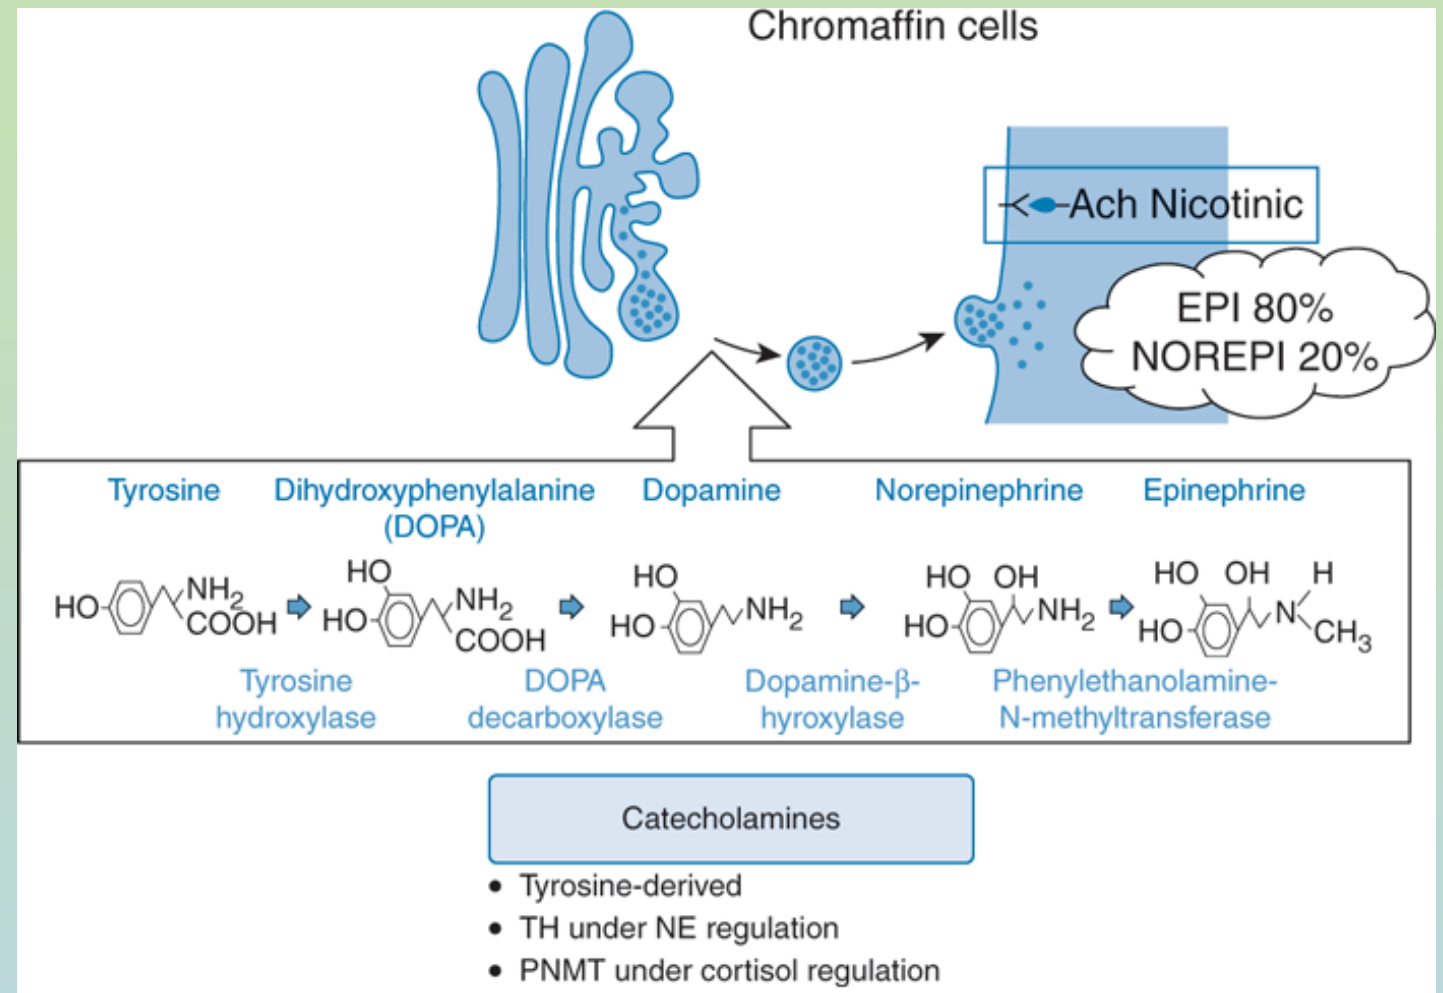 Chromaffin cells
Ach Nicotinic
EPI 80%
NOREPI 20%
Tyrosine
Dihydroxyphenylalanine
(DOPA)
Dopamine
Norepinephrine
Epinephrine
HO
NH2
COOH
HO
HO
NH2
COOH
HO
HO
NH2
HO OH
HO
NH2
HO OH H
HO
N
CH3
Tyrosine
hydroxylase
DOPA
decarboxylase
Dopamine-β-
hyroxylase
Phenylethanolamine-
N-methyltransferase
Catecholamines
• Tyrosine-derived
• TH under NE regulation
• PNMT under cortisol regulation